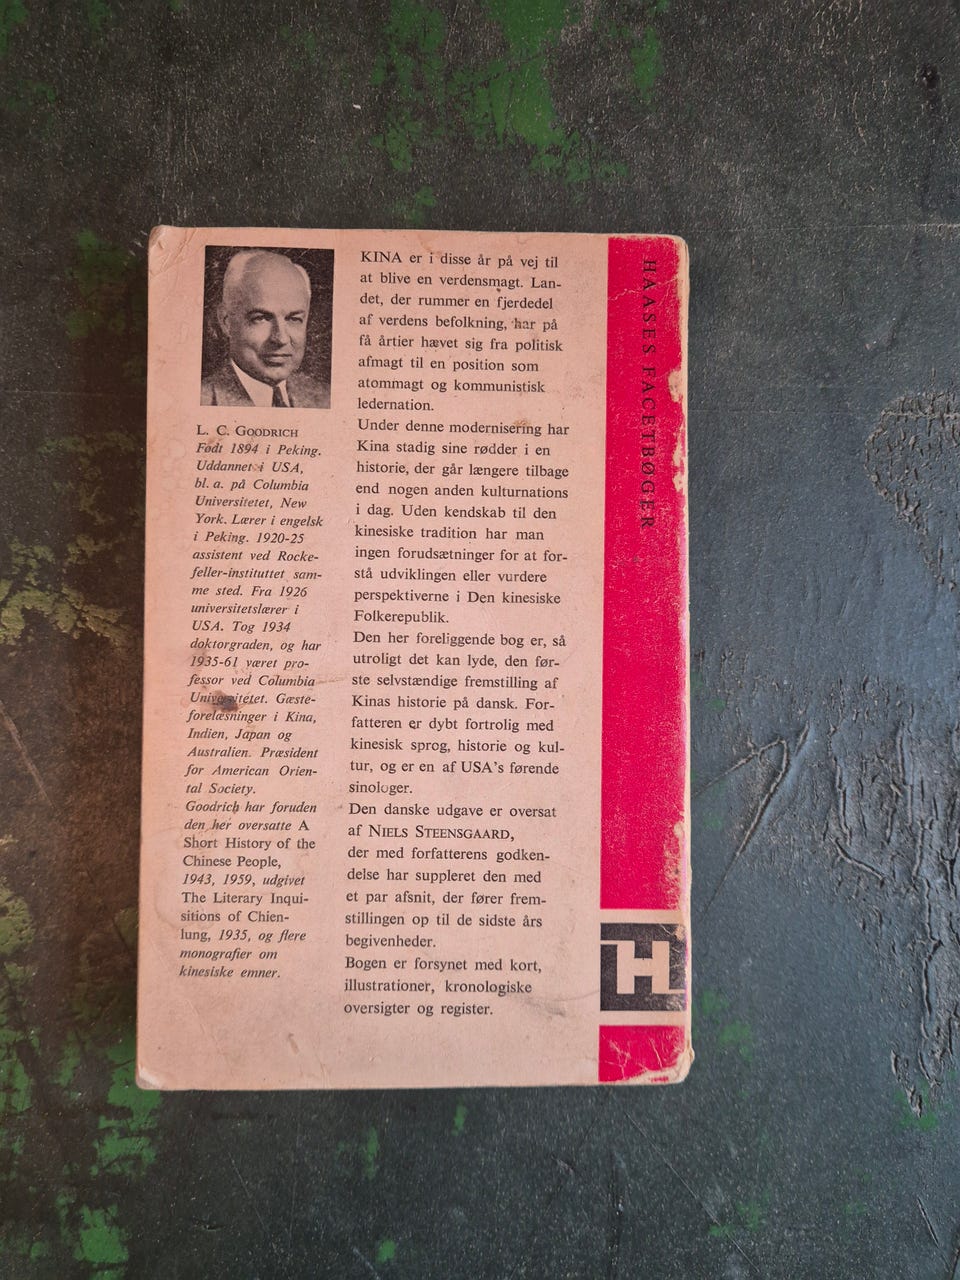 L. C. GOODRICH
Født 1894 i Peking.
Uddannet i USA,
bl. a. på Columbia
Universitetet, New
York. Lærer i engelsk
i Peking. 1920-25
assistent ved Rocke-
feller-instituttet sam-
me sted. Fra 1926
universitetslærer i
USA. Tog 1934
doktorgraden, og har
1935-61 været pro-
fessor ved Columbia
Universitetet. Gæste-
forelæsninger i Kina,
Indien, Japan og
Australien. Præsident
for American Orien-
tal Society.
Goodrich har foruden
den her oversatte A
Short History of the
Chinese People,
1943, 1959, udgivet
The Literary Inqui-
sitions of Chien-
lung, 1935, og flere
monografier om
kinesiske emner.
KINA er i disse år på vej til
at blive en verdensmagt. Lan-
det, der rummer en fjerdedel
af verdens befolkning, har på
få årtier hævet sig fra politisk
afmagt til en position som
atommagt og kommunistisk
ledernation.
Under denne modernisering har
Kina stadig sine rødder i en
historie, der går længere tilbage
end nogen anden kulturnations
i dag. Uden kendskab til den
kinesiske tradition har man
ingen forudsætninger for at for-
stå udviklingen eller vurdere
perspektiverne i Den kinesiske
Folkerepublik.
Den her foreliggende bog er, så
utroligt det kan lyde, den før-
ste selvstændige fremstilling af
Kinas historie på dansk. For-
fatteren er dybt fortrolig med
kinesisk sprog, historie og kul-
tur, og er en af USA's førende
sinologer.
Den danske udgave er oversat
af NIELS STEENSGAARD,
der med forfatterens godken-
delse har suppleret den med
et par afsnit, der fører frem-
stillingen op til de sidste års
begivenheder.
Bogen er forsynet med kort,
illustrationer, kronologiske
oversigter og register.
HAASES FACETBØGER
H